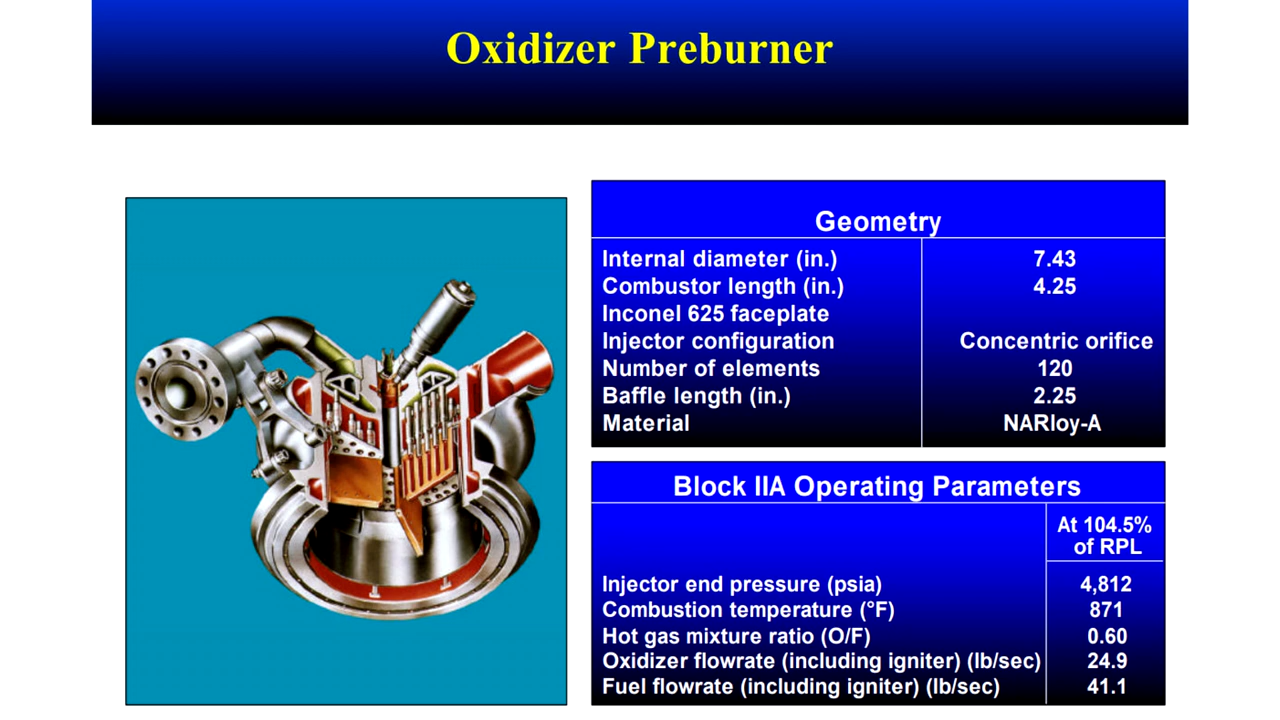 Oxidizer Preburner
Geometry
Internal diameter (in.) 7.43
Combustor length (in.) 4.25
Inconel 625 faceplate
Injector configuration Concentric orifice
Number of elements 120
Baffle length (in.) 2.25
Material NARloy-A
Block IIA Operating Parameters
At 104.5%
of RPL
Injector end pressure (psia) 4,812
Combustion temperature (°F) 871
Hot gas mixture ratio (O/F) 0.60
Oxidizer flowrate (including igniter) (lb/sec) 24.9
Fuel flowrate (including igniter) (lb/sec) 41.1